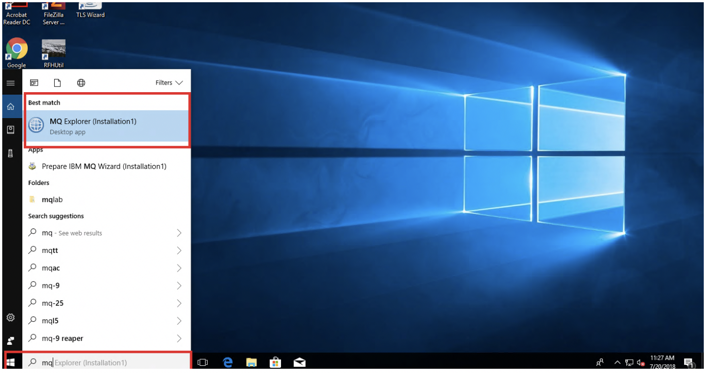 Acrobat
Reader DC
FileZilla
Server ...
TLS Wizard
Google
RFHUtil
Filters
Best match
MQ Explorer (Installation1)
Desktop app
Apps
Prepare IBM MQ Wizard (Installation1)
Folders
mqlab
Search suggestions
mq - See web results
mqtt
mqac
mq-9
mq-25
mql5
mq-9 reaper
mq Explorer (Installation1)
11:27 AM
7/20/2018